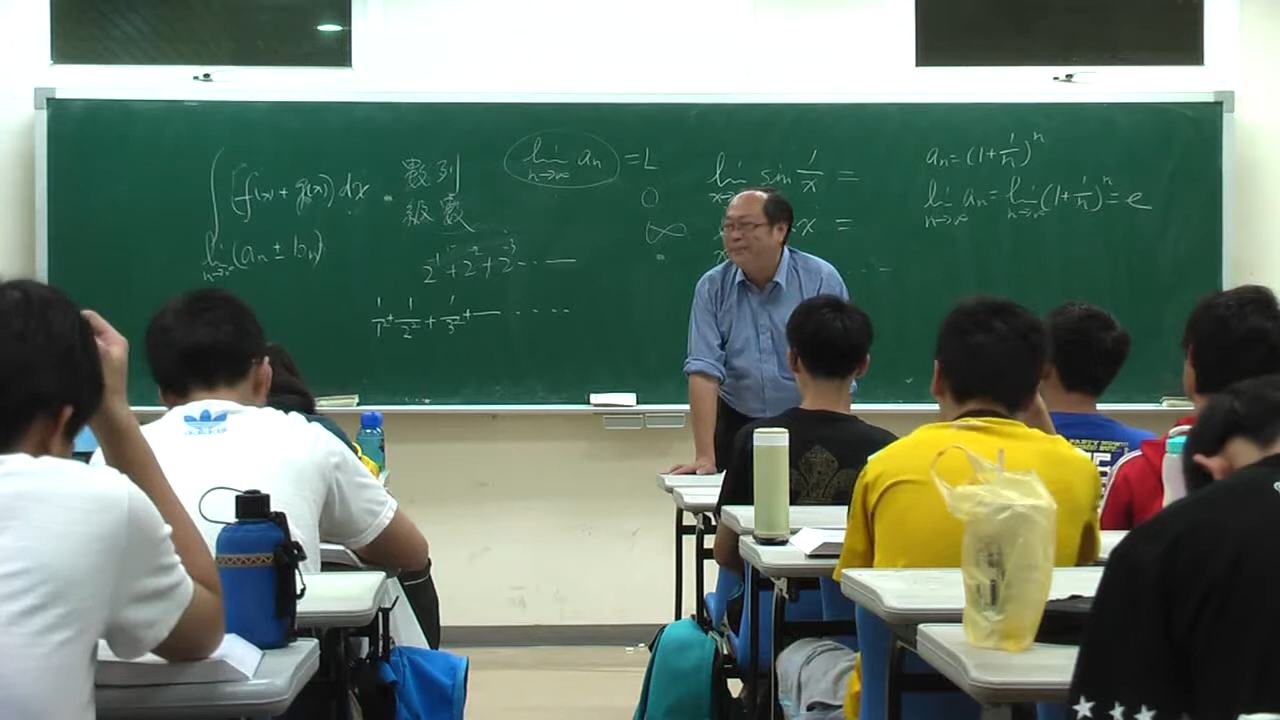 ∫(f(x) + g(x)) dx
lim n→∞ (aₙ ± bₙ)
數列
級數
2⁻¹ + 2⁻² + 2⁻³ ...
1/1² + 1/2² + 1/3² + ......
lim n→∞ aₙ = L
0
∞
lim sin 1/x =
x =
aₙ = (1 + 1/n)ⁿ
lim n→∞ aₙ = lim n→∞ (1 + 1/n)ⁿ = e